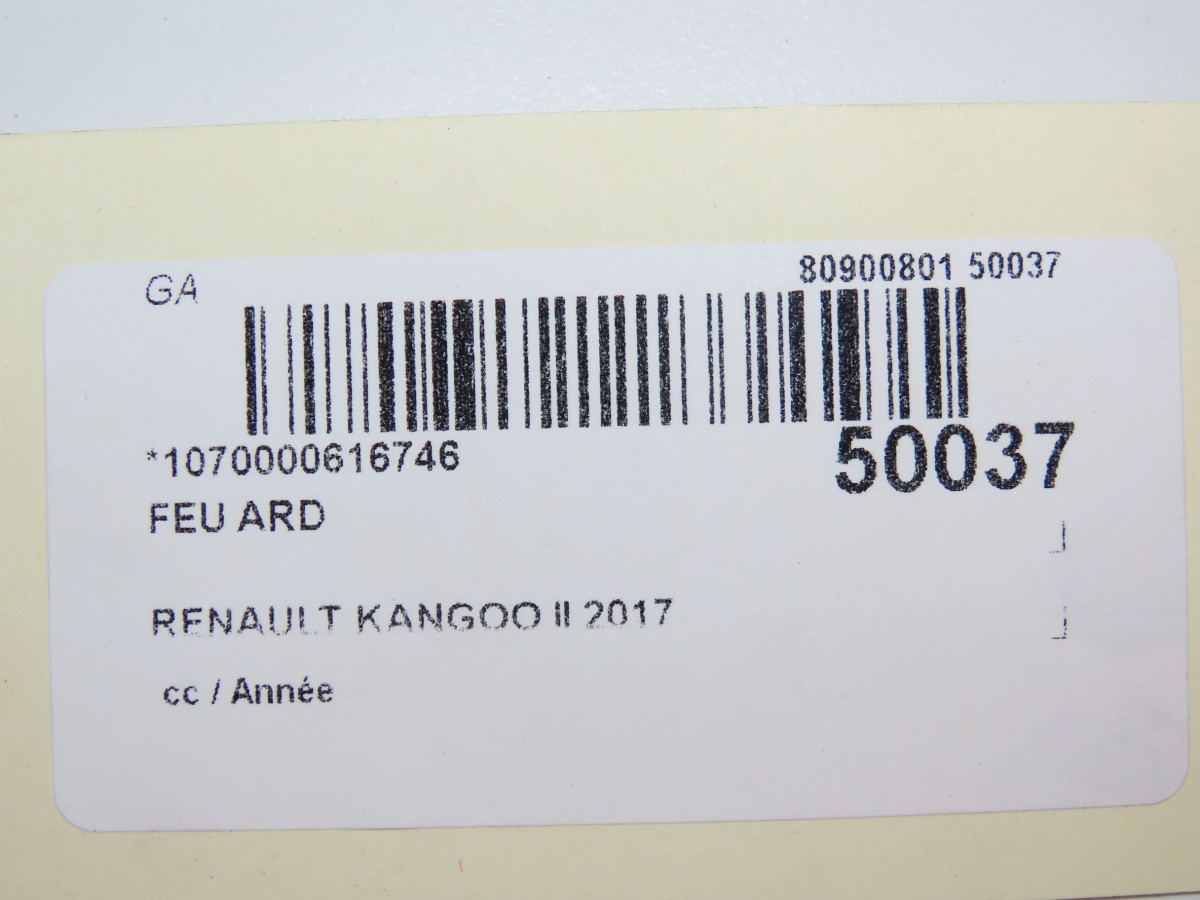 GA
80900801 50037
*1070000616746
50037
FEU ARD
RENAULT KANGOO II 2017
cc / Année